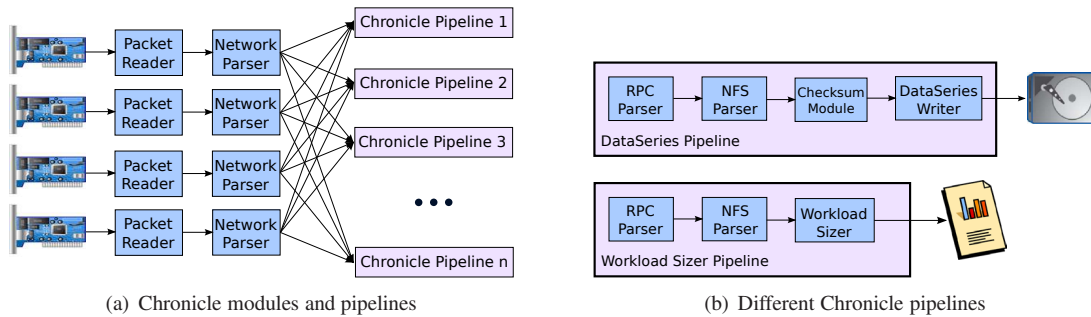 Packet
Reader
Network
Parser
Packet
Reader
Network
Parser
Packet
Reader
Network
Parser
Packet
Reader
Network
Parser
Chronicle Pipeline 1
Chronicle Pipeline 2
Chronicle Pipeline 3
...
Chronicle Pipeline n
(a) Chronicle modules and pipelines
RPC
Parser
NFS
Parser
Checksum
Module
DataSeries
Writer
DataSeries Pipeline
RPC
Parser
NFS
Parser
Workload
Sizer
Workload Sizer Pipeline
(b) Different Chronicle pipelines